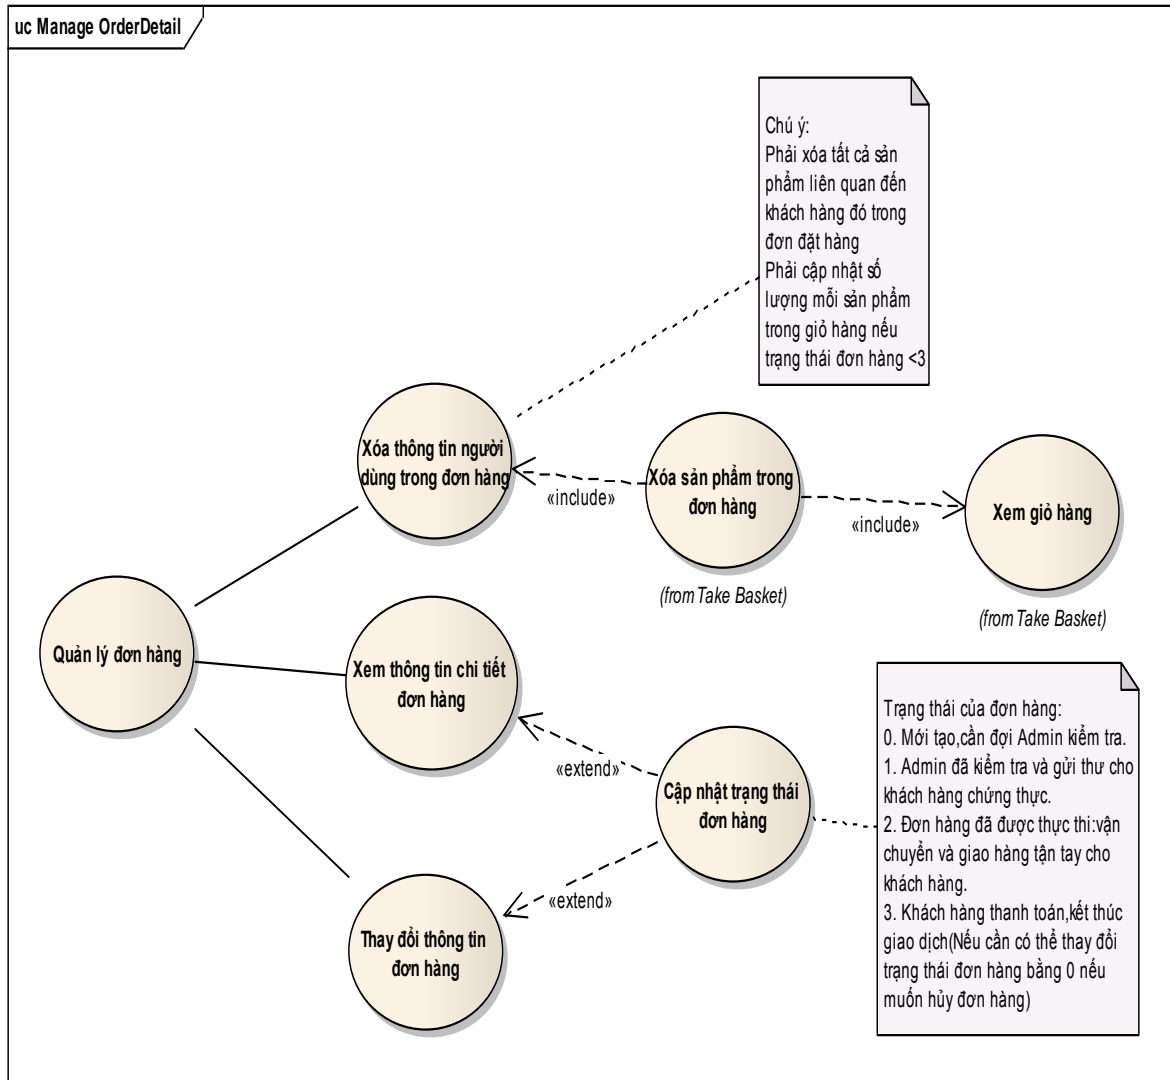 uc Manage OrderDetail
Chú ý:
Phải xóa tất cả sản
phẩm liên quan đến
khách hàng đó trong
đơn đặt hàng
Phải cập nhật số
lượng mỗi sản phẩm
trong giỏ hàng nếu
trạng thái đơn hàng <3
Xóa thông tin người
dùng trong đơn hàng
«include»
Xóa sản phẩm trong
đơn hàng
(from Take Basket)
«include»
Xem giỏ hàng
(from Take Basket)
Quản lý đơn hàng
Xem thông tin chi tiết
đơn hàng
«extend»
Cập nhật trạng thái
đơn hàng
«extend»
Thay đổi thông tin
đơn hàng
Trạng thái của đơn hàng:
0. Mới tạo,cần đợi Admin kiểm tra.
1. Admin đã kiểm tra và gửi thư cho
khách hàng chứng thực.
2. Đơn hàng đã được thực thi:vận
chuyển và giao hàng tận tay cho
khách hàng.
3. Khách hàng thanh toán,kết thúc
giao dịch(Nếu cần có thể thay đổi
trạng thái đơn hàng bằng 0 nếu
muốn hủy đơn hàng)